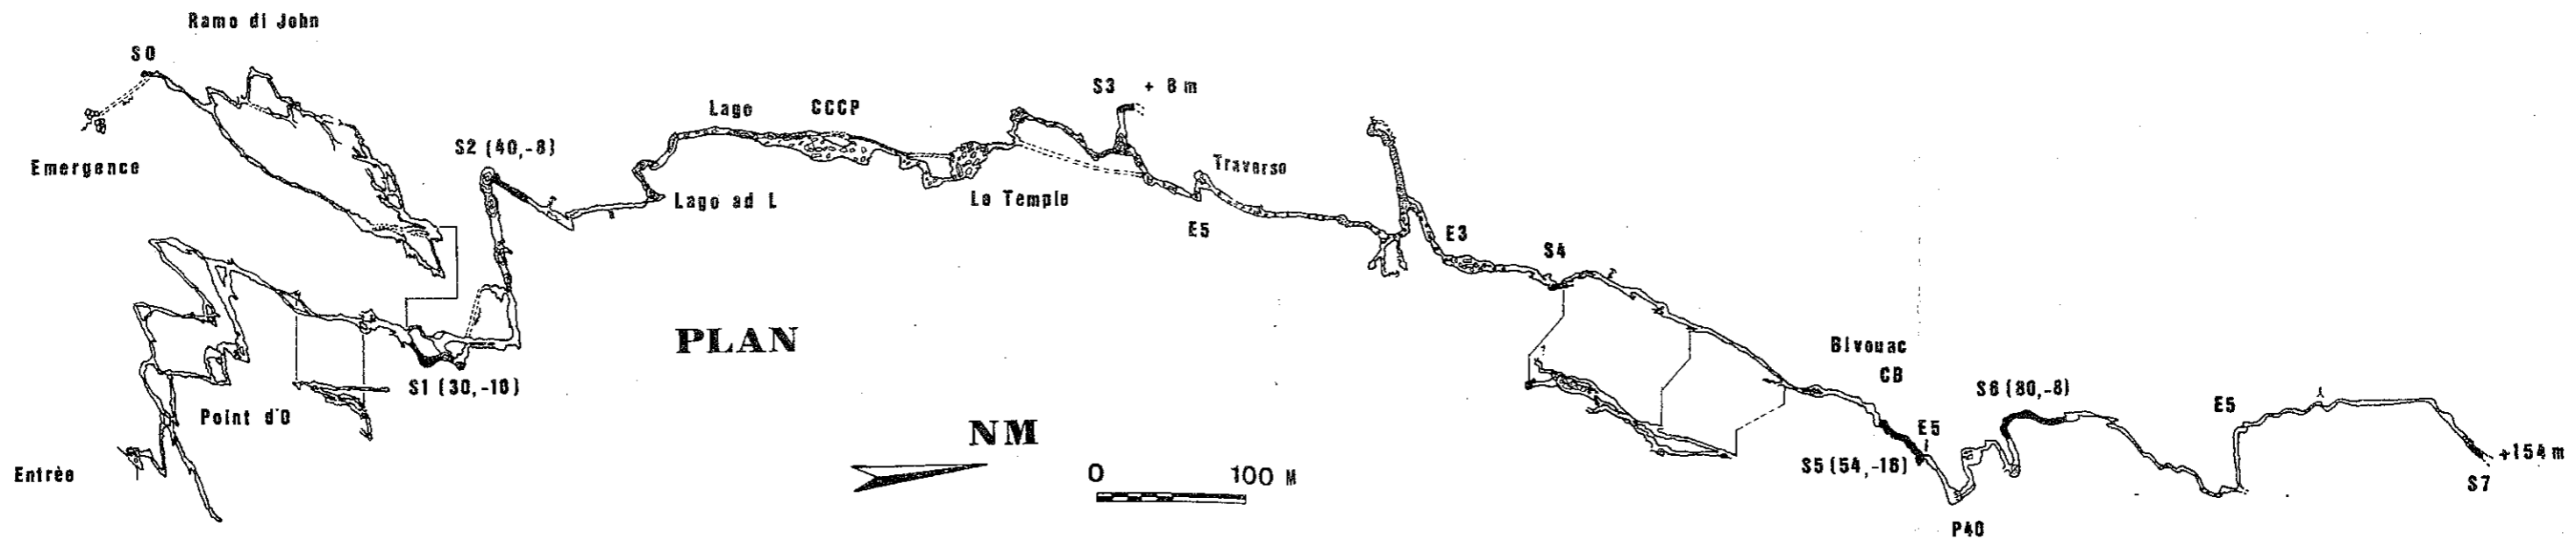 Ramo di John
S0
Emergence
S2 (40,-8)
Lago
CCCP
S3 + 8 m
Lago ad L
Le Temple
Traverso
E5
E3
S4
PLAN
S1 (30,-10)
Point d'O
Entrèe
NM
0 100 M
Bivouac
CB
S6 (80,-8)
E5
E5
S5 (54,-18)
+154 m
S7
P40